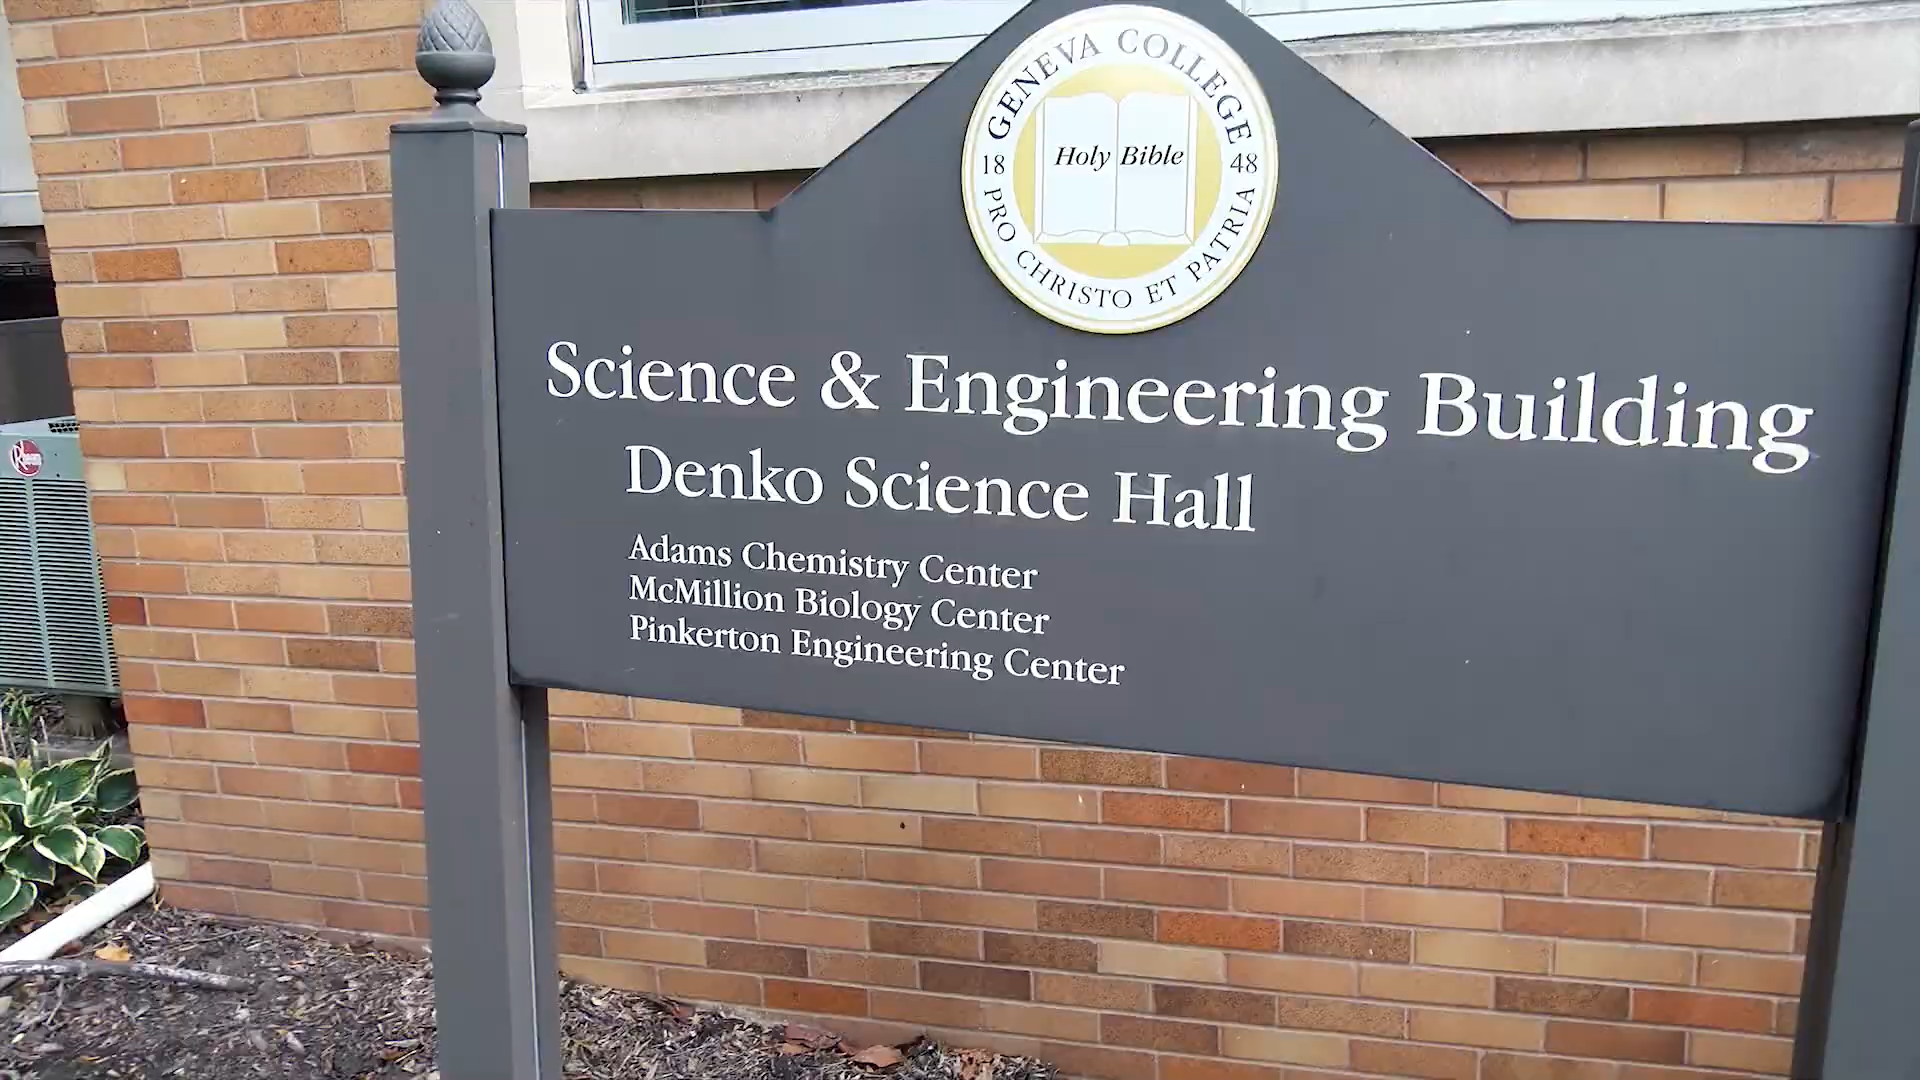 GENEVA COLLEGE
18 48
Holy Bible
PRO CHRISTO ET PATRIA
Science & Engineering Building
Denko Science Hall
Adams Chemistry Center
McMillion Biology Center
Pinkerton Engineering Center
Rheem